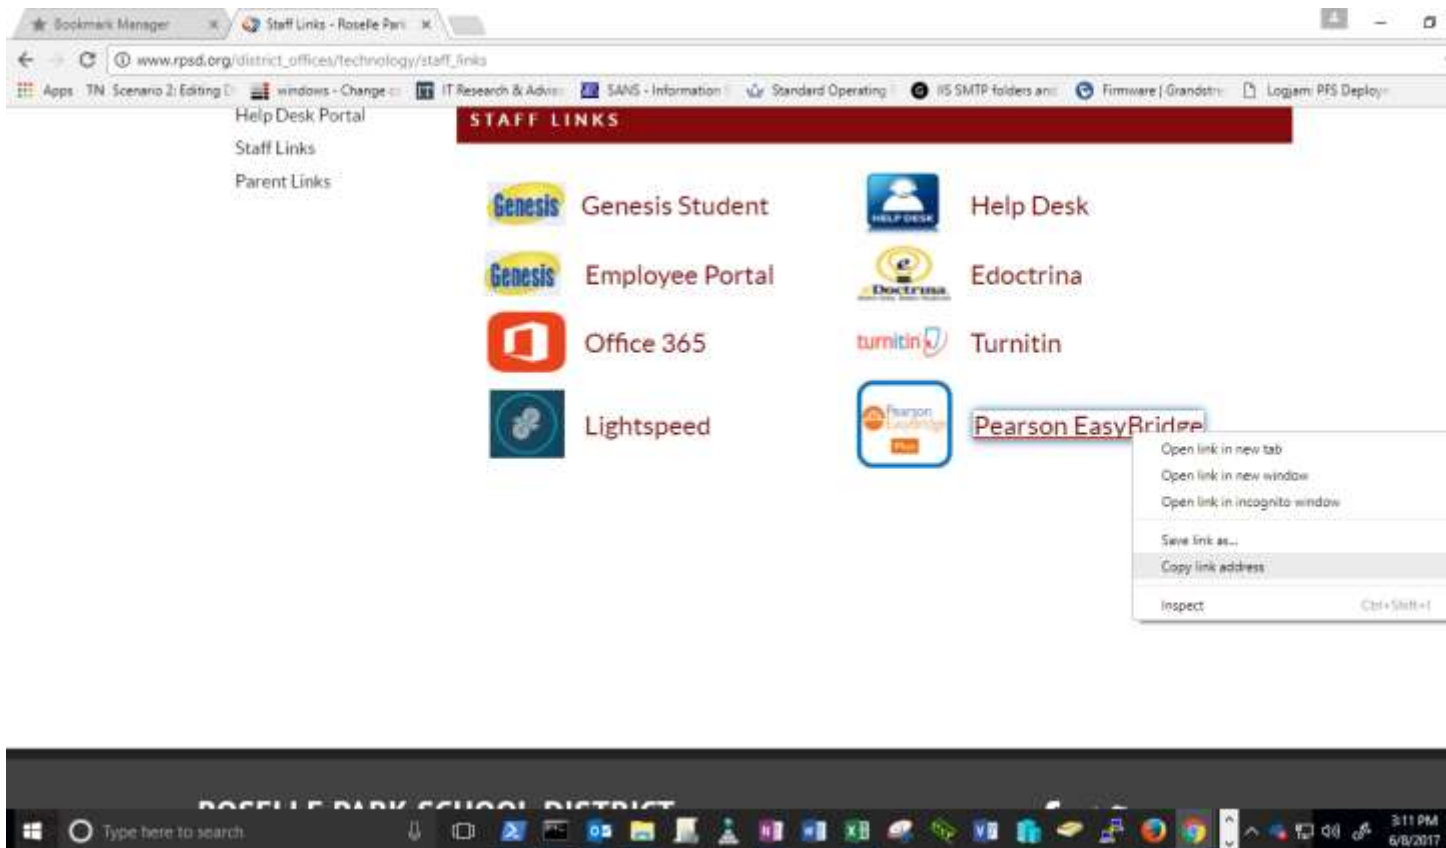 Bookmark Manager
Staff Links - Roselle Par
www.rpsd.org/district_offices/technology/staff_links
Apps
TN Scenario 2: Editing D
windows - Change
IT Research & Advis
SANS - Information
Standard Operating
IIS SMTP folders and
Firmware | Grandstr
Logjam: PFS Deploy
Help Desk Portal
Staff Links
Parent Links
STAFF LINKS
Genesis
Genesis Student
HELP DESK
Help Desk
Genesis
Employee Portal
eDoctrina
Edoctrina
Office 365
turnitin
Turnitin
Lightspeed
Pearson
EasyBridge
Plus
Pearson EasyBridge
Open link in new tab
Open link in new window
Open link in incognito window
Save link as...
Copy link address
Inspect Ctrl+Shift+I
ROSELLE PARK SCHOOL DISTRICT
Type here to search
3:11 PM
6/8/2017